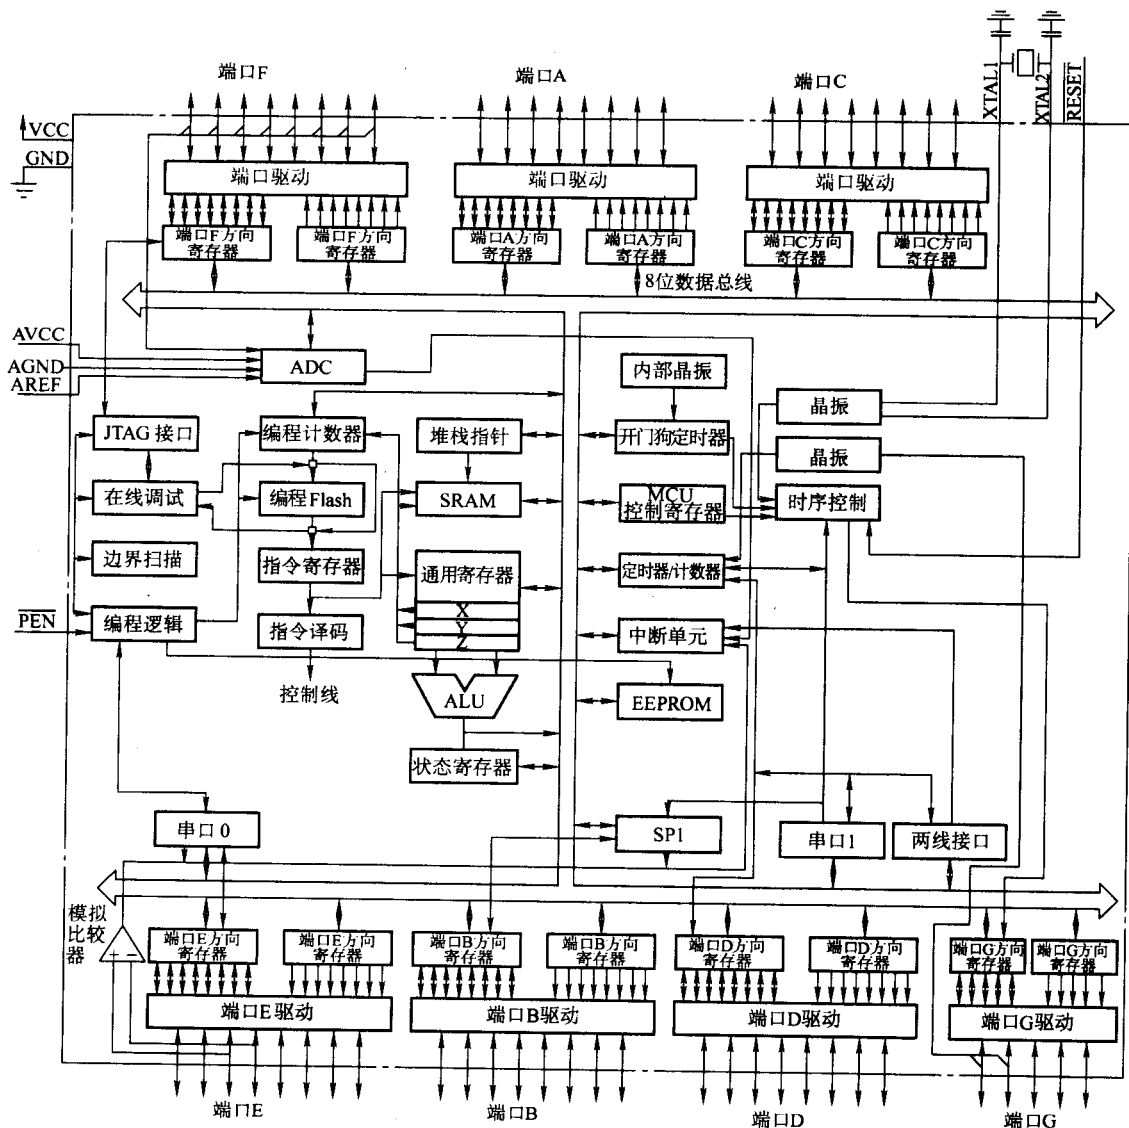 端口F
端口A
端口C
XTAL1
XTAL2
RESET
VCC
GND
端口驱动
端口驱动
端口驱动
端口F方向
寄存器
端口F方向
寄存器
端口A方向
寄存器
端口A方向
寄存器
端口C方向
寄存器
端口C方向
寄存器
8位数据总线
AVCC
AGND
AREF
ADC
内部晶振
JTAG接口
编程计数器
堆栈指针
开门狗定时器
晶振
晶振
在线调试
编程Flash
SRAM
MCU
控制寄存器
时序控制
边界扫描
指令寄存器
通用寄存器
定时器/计数器
X
Y
Z
PEN
编程逻辑
指令译码
中断单元
控制线
ALU
EEPROM
状态寄存器
串口0
SP1
串口1
两线接口
模拟
比较
器
+ −
端口E方向
寄存器
端口E方向
寄存器
端口B方向
寄存器
端口B方向
寄存器
端口D方向
寄存器
端口D方向
寄存器
端口G方向
寄存器
端口G方向
寄存器
端口E驱动
端口B驱动
端口D驱动
端口G驱动
端口E
端口B
端口D
端口G